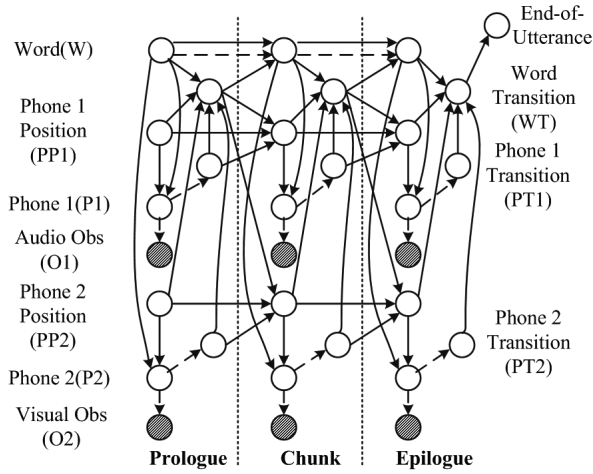 End-of-
Utterance
Word(W)
Word
Transition
(WT)
Phone 1
Position
(PP1)
Phone 1
Transition
(PT1)
Phone 1(P1)
Audio Obs
(O1)
Phone 2
Position
(PP2)
Phone 2
Transition
(PT2)
Phone 2(P2)
Visual Obs
(O2)
Prologue
Chunk
Epilogue